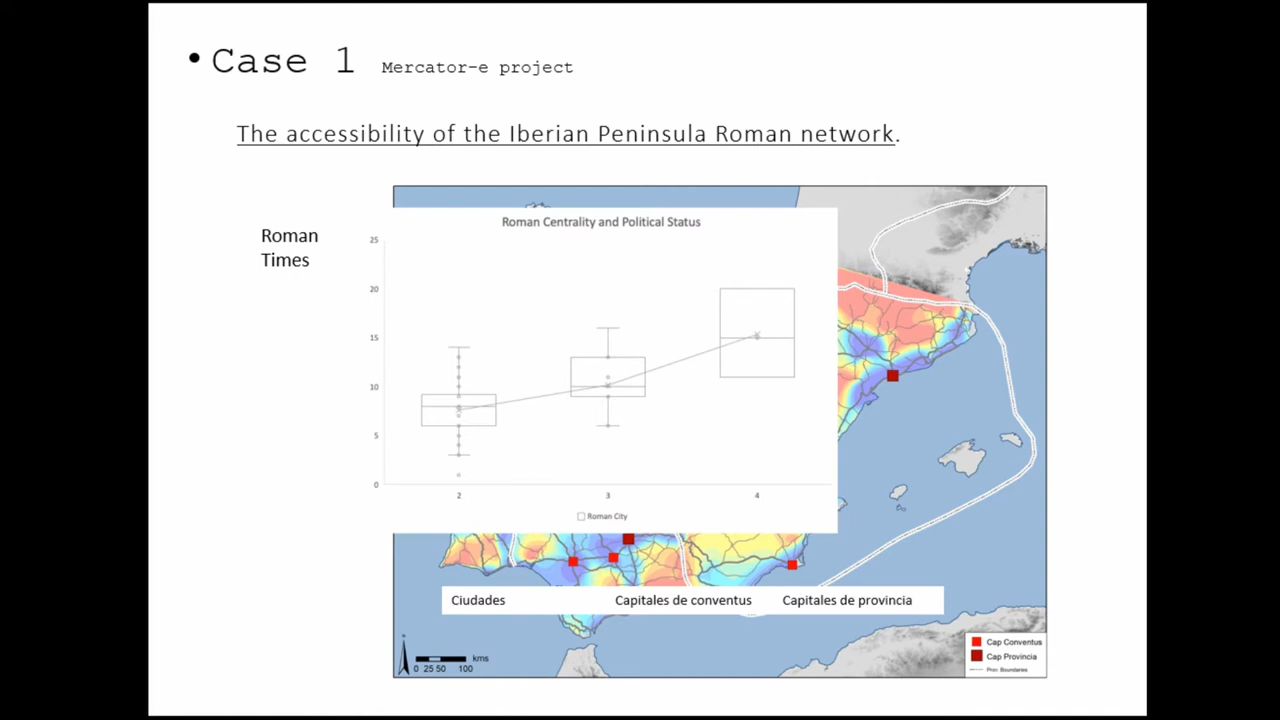 • Case 1 Mercator-e project
The accessibility of the Iberian Peninsula Roman network.
Roman
Times
Roman Centrality and Political Status
25
20
15
10
5
0
2 3 4
Roman City
Ciudades Capitales de conventus Capitales de provincia
kms
0 25 50 100
Cap Conventus
Cap Provincia
Prov. Boundaries